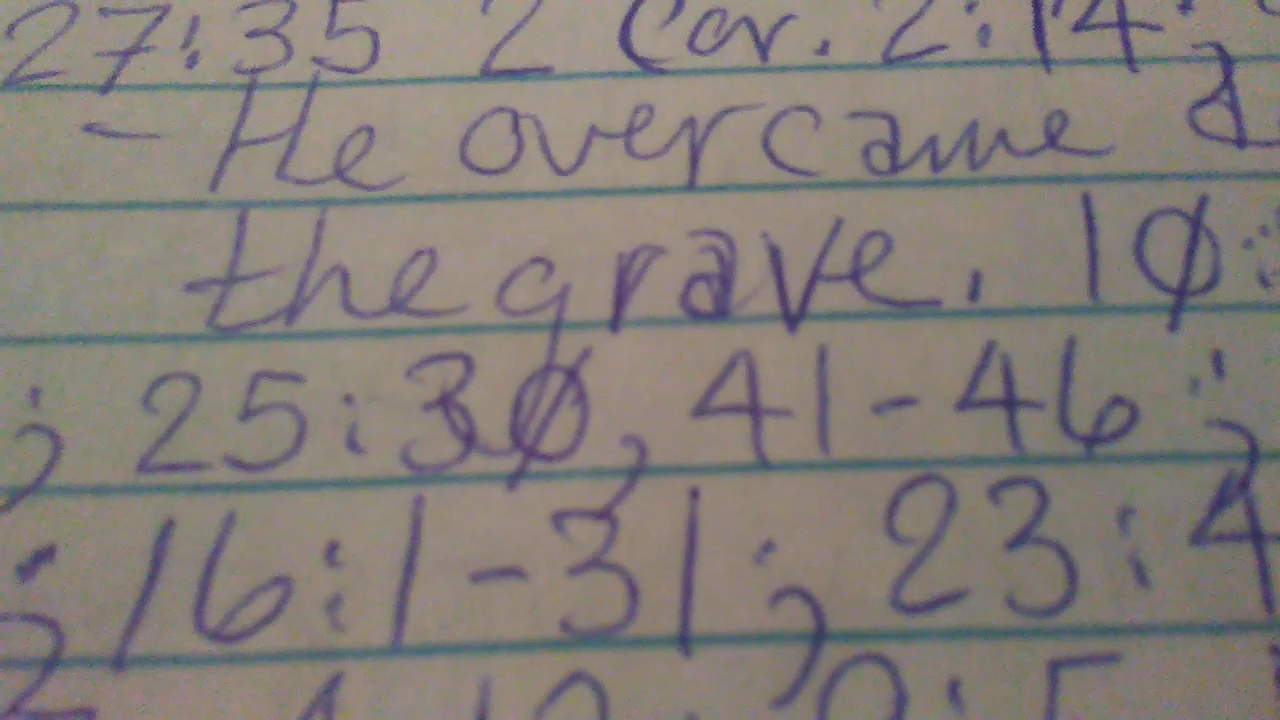 27:35 2 Cor. 2:14;
- He overcame
the grave. 10:
; 25:30, 41-46;
; 16:1-31; 23:4